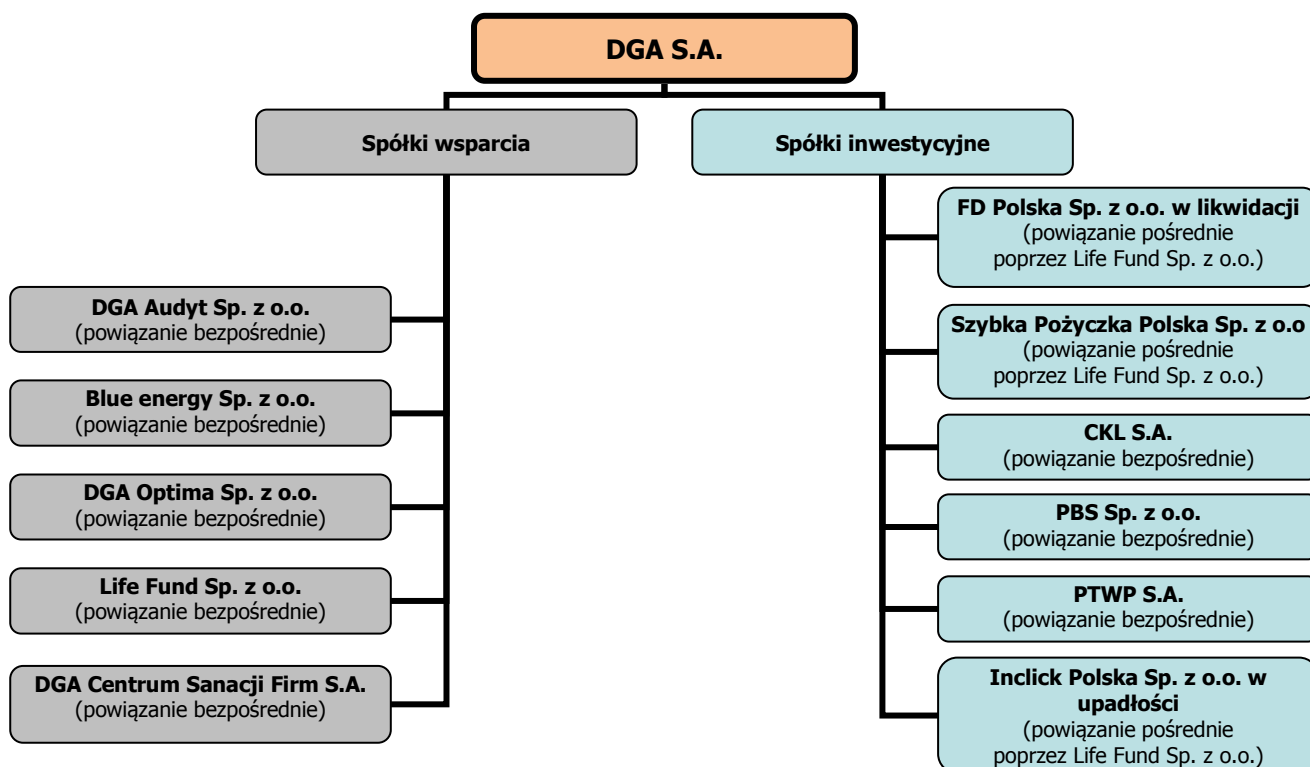 DGA S.A.
Spółki wsparcia
Spółki inwestycyjne
DGA Audyt Sp. z o.o.
(powiązanie bezpośrednie)
Blue energy Sp. z o.o.
(powiązanie bezpośrednie)
DGA Optima Sp. z o.o.
(powiązanie bezpośrednie)
Life Fund Sp. z o.o.
(powiązanie bezpośrednie)
DGA Centrum Sanacji Firm S.A.
(powiązanie bezpośrednie)
FD Polska Sp. z o.o. w likwidacji
(powiązanie pośrednie
poprzez Life Fund Sp. z o.o.)
Szybka Pożyczka Polska Sp. z o.o
(powiązanie pośrednie
poprzez Life Fund Sp. z o.o.)
CKL S.A.
(powiązanie bezpośrednie)
PBS Sp. z o.o.
(powiązanie bezpośrednie)
PTWP S.A.
(powiązanie bezpośrednie)
Inclick Polska Sp. z o.o. w
upadłości
(powiązanie pośrednie
poprzez Life Fund Sp. z o.o.)